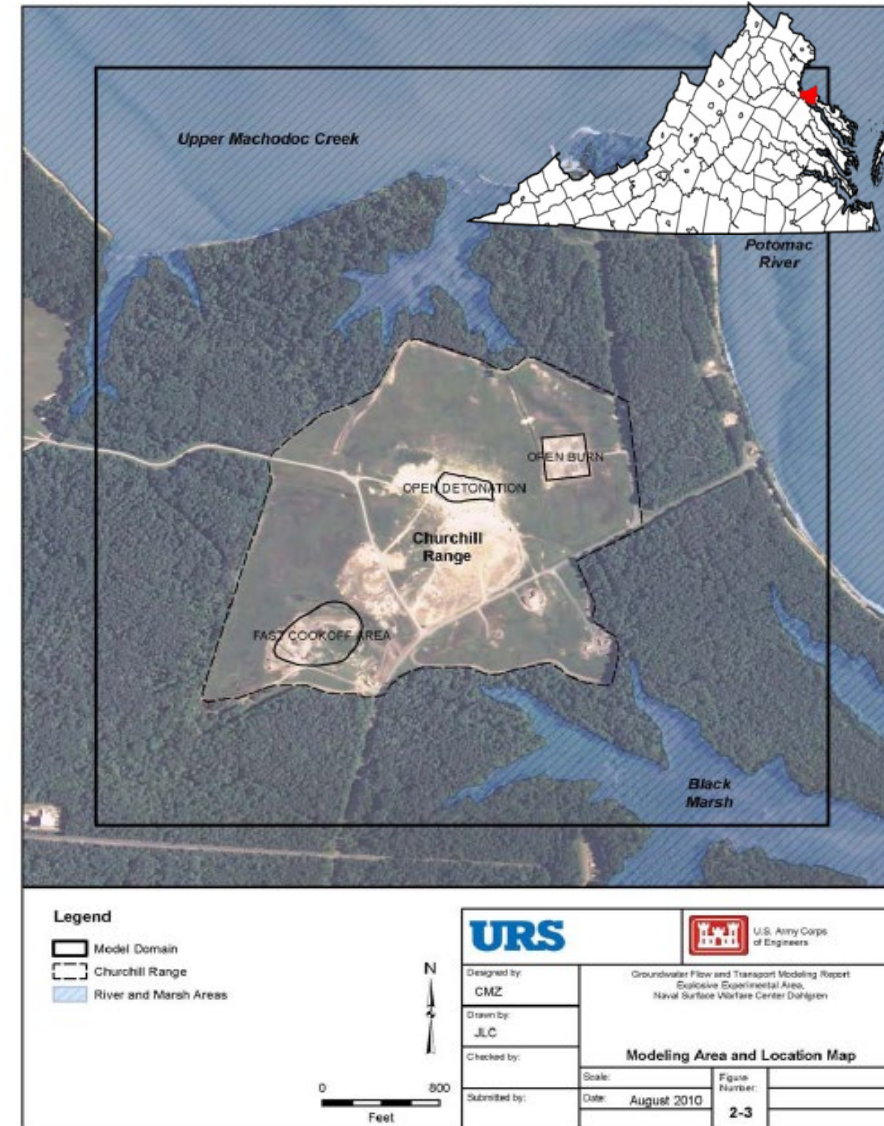 Upper Machodoc Creek
Potomac
River
OPEN BURN
OPEN DETONATION
Churchill
Range
FAST COOKOFF AREA
Black
Marsh
Legend
Model Domain
Churchill Range
River and Marsh Areas
N
0 800
Feet
URS
U.S. Army Corps
of Engineers
Designed by:
CMZ
Drawn by:
JLC
Checked by:
Submitted by:
Groundwater Flow and Transport Modeling Report
Explosive Experimental Area,
Naval Surface Warfare Center Dahlgren
Modeling Area and Location Map
Scale:
Date: August 2010
Figure
Number:
2-3